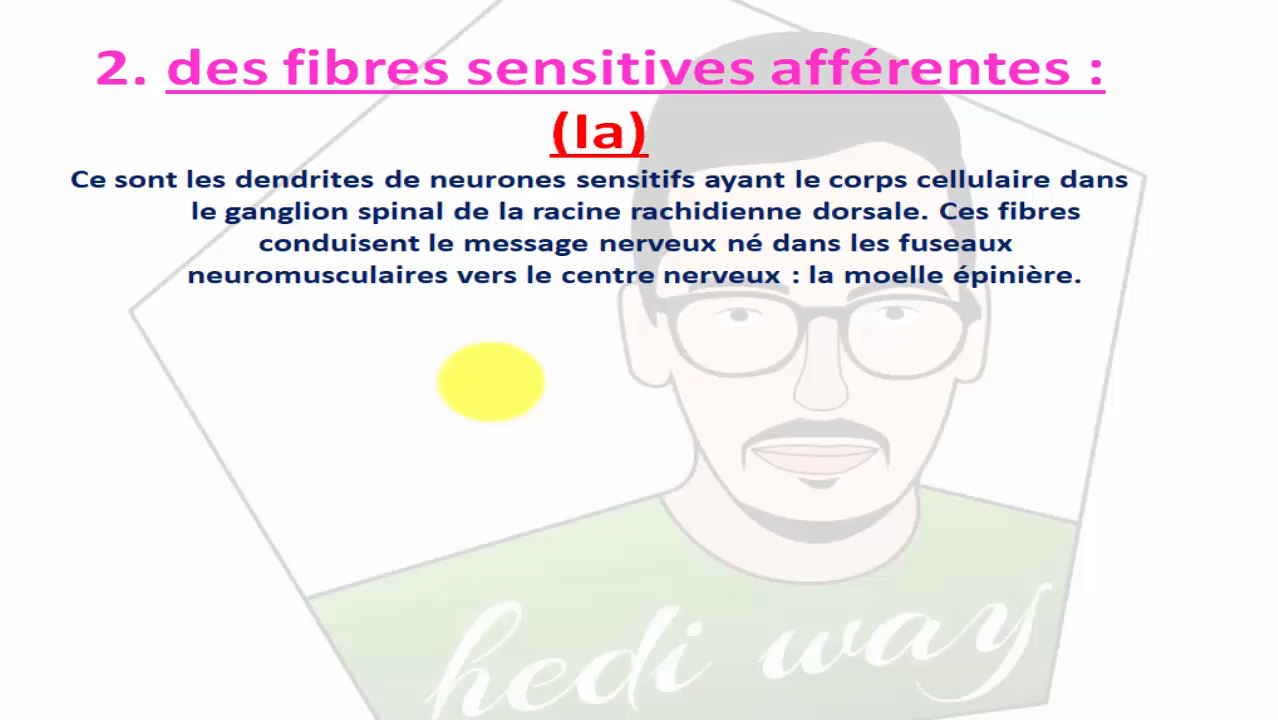 2. des fibres sensitives afférentes :
(Ia)
Ce sont les dendrites de neurones sensitifs ayant le corps cellulaire dans
le ganglion spinal de la racine rachidienne dorsale. Ces fibres
conduisent le message nerveux né dans les fuseaux
neuromusculaires vers le centre nerveux : la moelle épinière.
hedi way